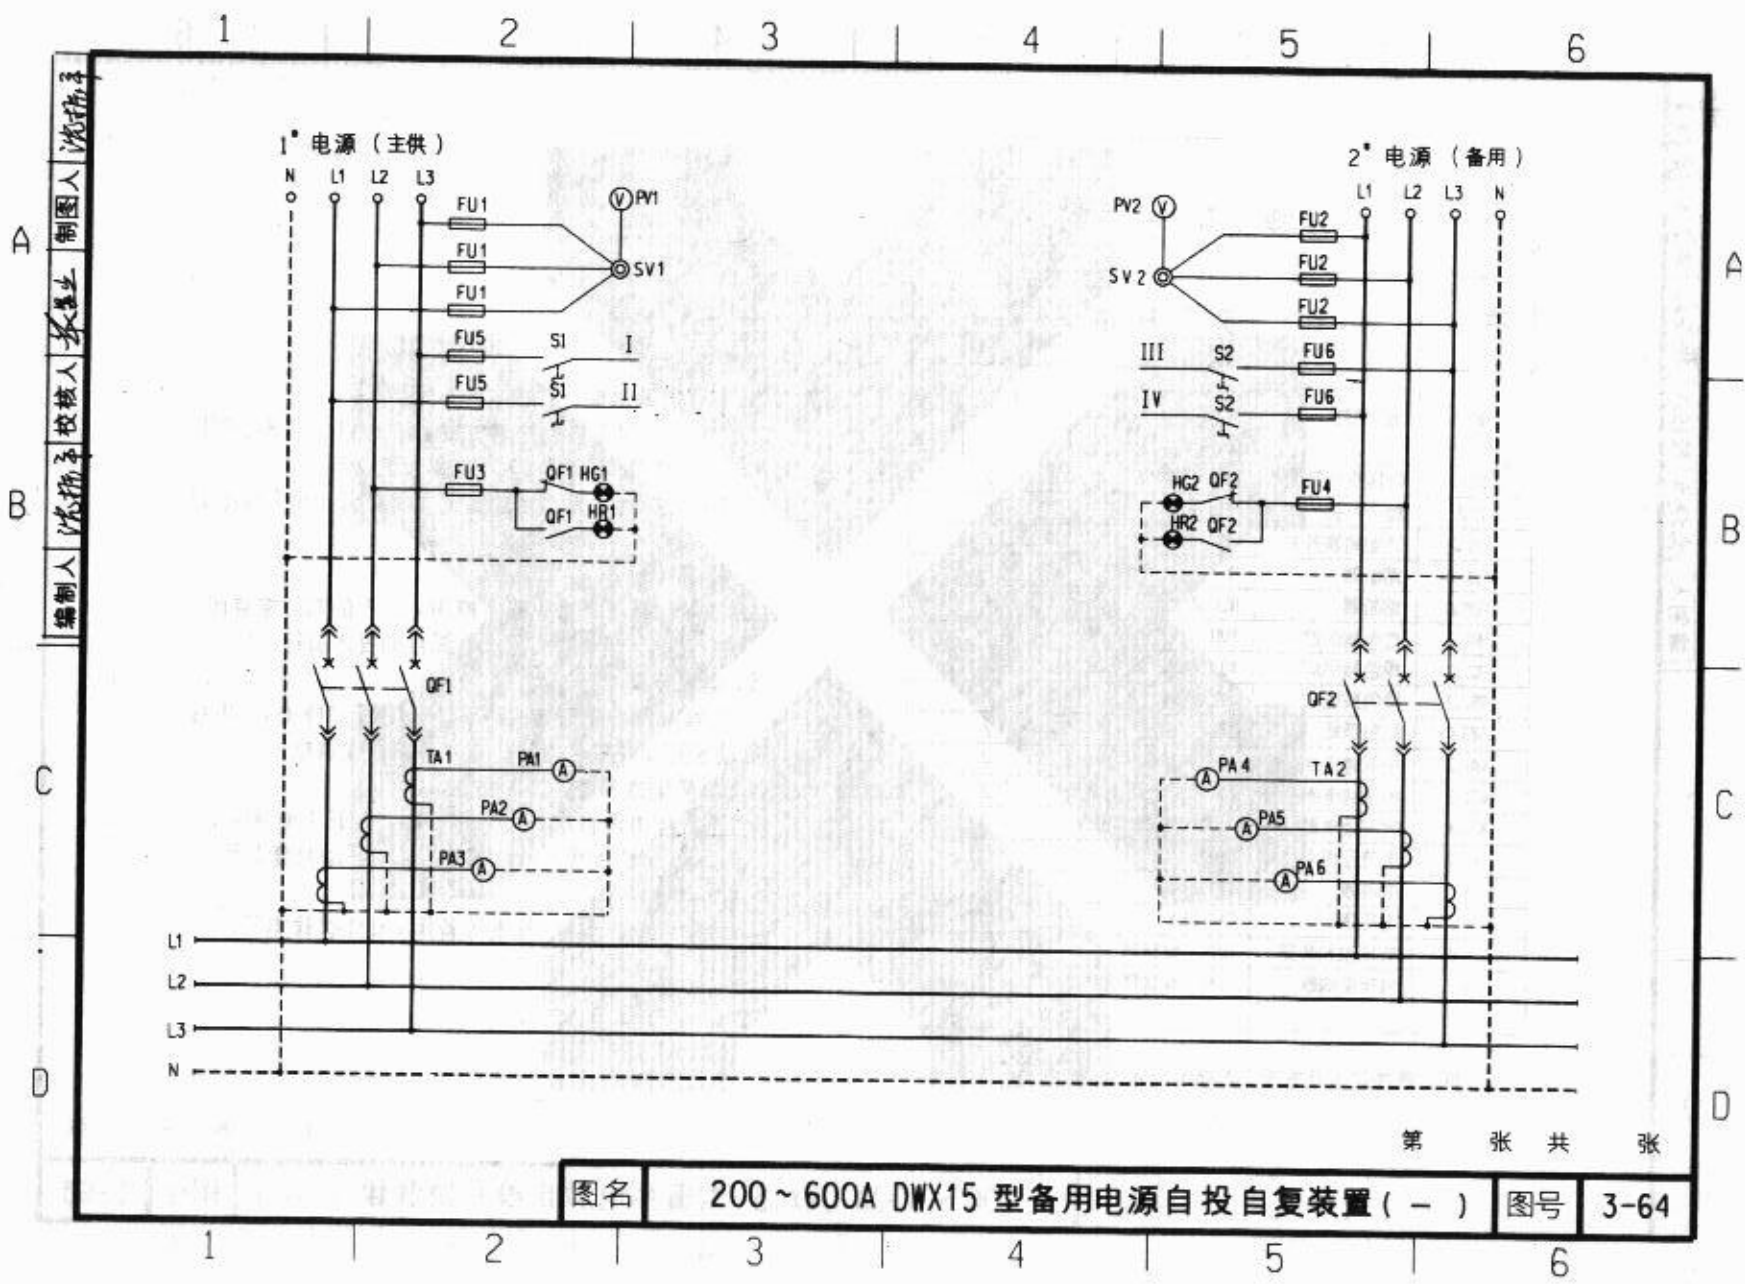 1 2 3 4 5 6
A
B
C
D
A
B
C
D
制图人
校核人
编制人
1# 电源 (主供)
N L1 L2 L3
FU1
PV1
V
FU1
SV1
FU1
FU5 S1 I
FU5 S1 II
FU3 QF1 HG1
QF1 HR1
QF1
TA1 PA1 A
PA2 A
PA3 A
2# 电源 (备用)
L1 L2 L3 N
PV2 V
FU2
SV2
FU2
FU2
III S2 FU6
IV S2 FU6
HG2 QF2 FU4
HR2 QF2
QF2
A PA4 TA2
A PA5
A PA6
L1
L2
L3
N
第 张 共 张
图名 200~600A DWX15 型备用电源自投自复装置(一) 图号 3-64
1 2 3 4 5 6